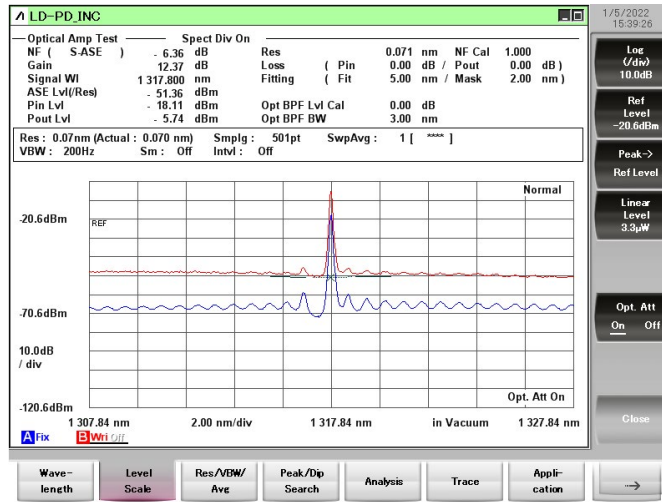 LD-PD_INC
1/5/2022
15:39:26
Optical Amp Test Spect Div On
NF ( S-ASE ) - 6.36 dB Res 0.071 nm NF Cal 1.000
Gain 12.37 dB Loss ( Pin 0.00 dB / Pout 0.00 dB )
Signal Wl 1 317.800 nm Fitting ( Fit 5.00 nm / Mask 2.00 nm )
ASE Lvl(/Res) - 51.36 dBm
Pin Lvl - 18.11 dBm Opt BPF Lvl Cal 0.00 dB
Pout Lvl - 5.74 dBm Opt BPF BW 3.00 nm
Res : 0.07nm (Actual : 0.070 nm) Smplg : 501pt SwpAvg : 1 [ **** ]
VBW : 200Hz Sm : Off Intvl : Off
Normal
-20.6dBm
REF
-70.6dBm
10.0dB
/ div
Opt. Att On
-120.6dBm
1 307.84 nm 2.00 nm/div 1 317.84 nm in Vacuum 1 327.84 nm
A Fix B Wri Off
Log
(/div)
10.0dB
Ref
Level
-20.6dBm
Peak->
Ref Level
Linear
Level
3.3µW
Opt. Att
On Off
Close
Wave-
length
Level
Scale
Res/VBW/
Avg
Peak/Dip
Search
Analysis
Trace
Appli-
cation